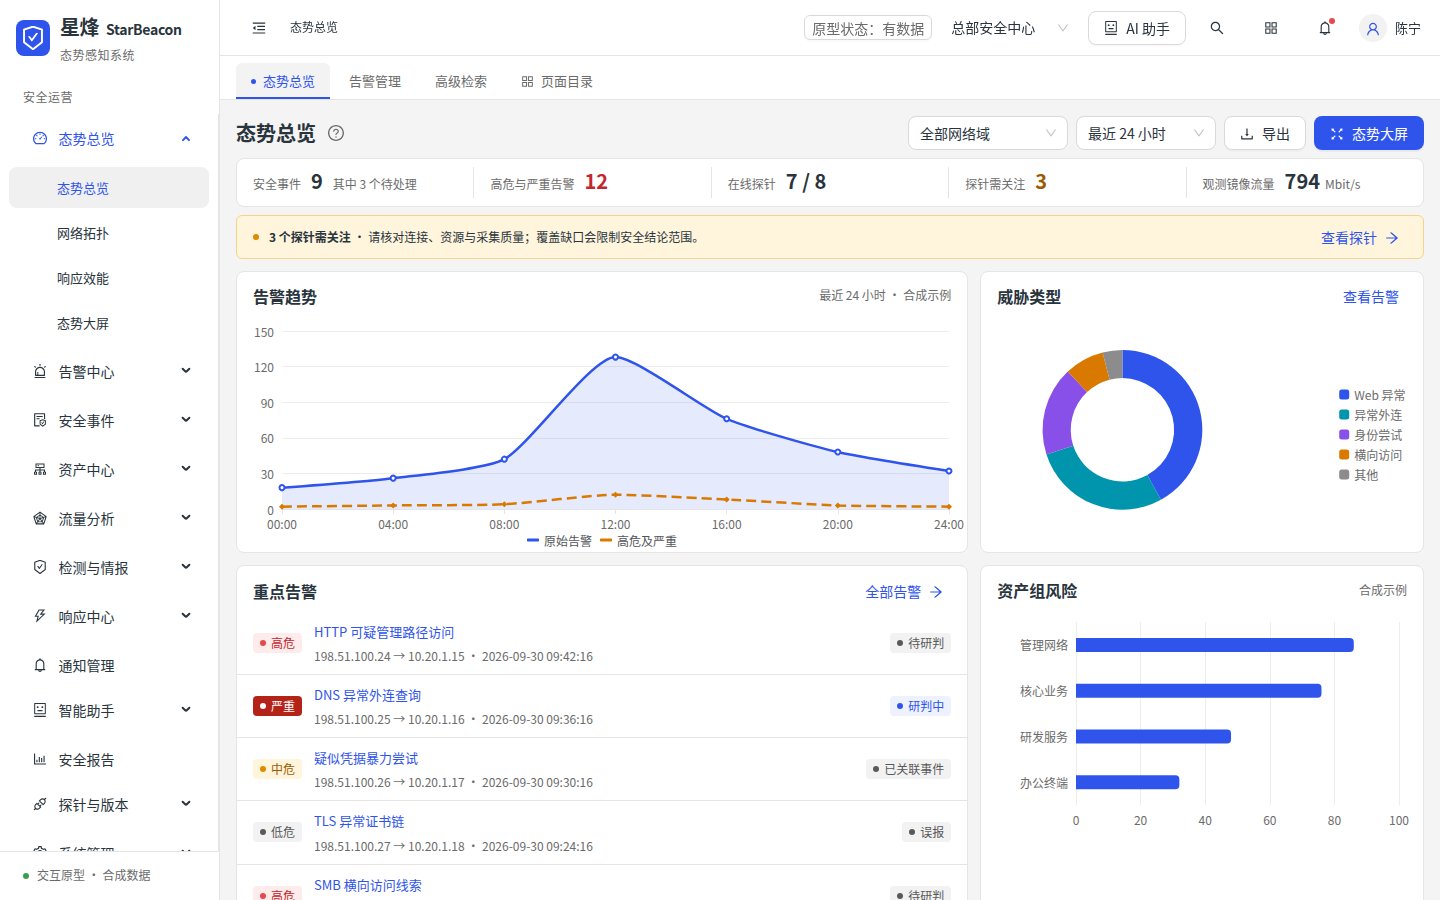 星烽 StarBeacon
态势感知系统
安全运营
态势总览
态势总览
网络拓扑
响应效能
态势大屏
告警中心
安全事件
资产中心
流量分析
检测与情报
响应中心
通知管理
智能助手
安全报告
探针与版本
系统管理
交互原型 · 合成数据
态势总览
原型状态：有数据
总部安全中心
AI 助手
陈宁
态势总览
告警管理
高级检索
页面目录
态势总览
全部网络域
最近 24 小时
导出
态势大屏
安全事件 9 其中 3 个待处理
高危与严重告警 12
在线探针 7 / 8
探针需关注 3
观测镜像流量 794 Mbit/s
3 个探针需关注 · 请核对连接、资源与采集质量；覆盖缺口会限制安全结论范围。
查看探针
告警趋势
最近 24 小时 · 合成示例
150
120
90
60
30
0
00:00 04:00 08:00 12:00 16:00 20:00 24:00
原始告警 高危及严重
威胁类型
查看告警
Web 异常
异常外连
身份尝试
横向访问
其他
重点告警
全部告警
高危
HTTP 可疑管理路径访问
198.51.100.24 → 10.20.1.15 · 2026-09-30 09:42:16
待研判
严重
DNS 异常外连查询
198.51.100.25 → 10.20.1.16 · 2026-09-30 09:36:16
研判中
中危
疑似凭据暴力尝试
198.51.100.26 → 10.20.1.17 · 2026-09-30 09:30:16
已关联事件
低危
TLS 异常证书链
198.51.100.27 → 10.20.1.18 · 2026-09-30 09:24:16
误报
高危
SMB 横向访问线索
待研判
资产组风险
合成示例
管理网络
核心业务
研发服务
办公终端
0 20 40 60 80 100